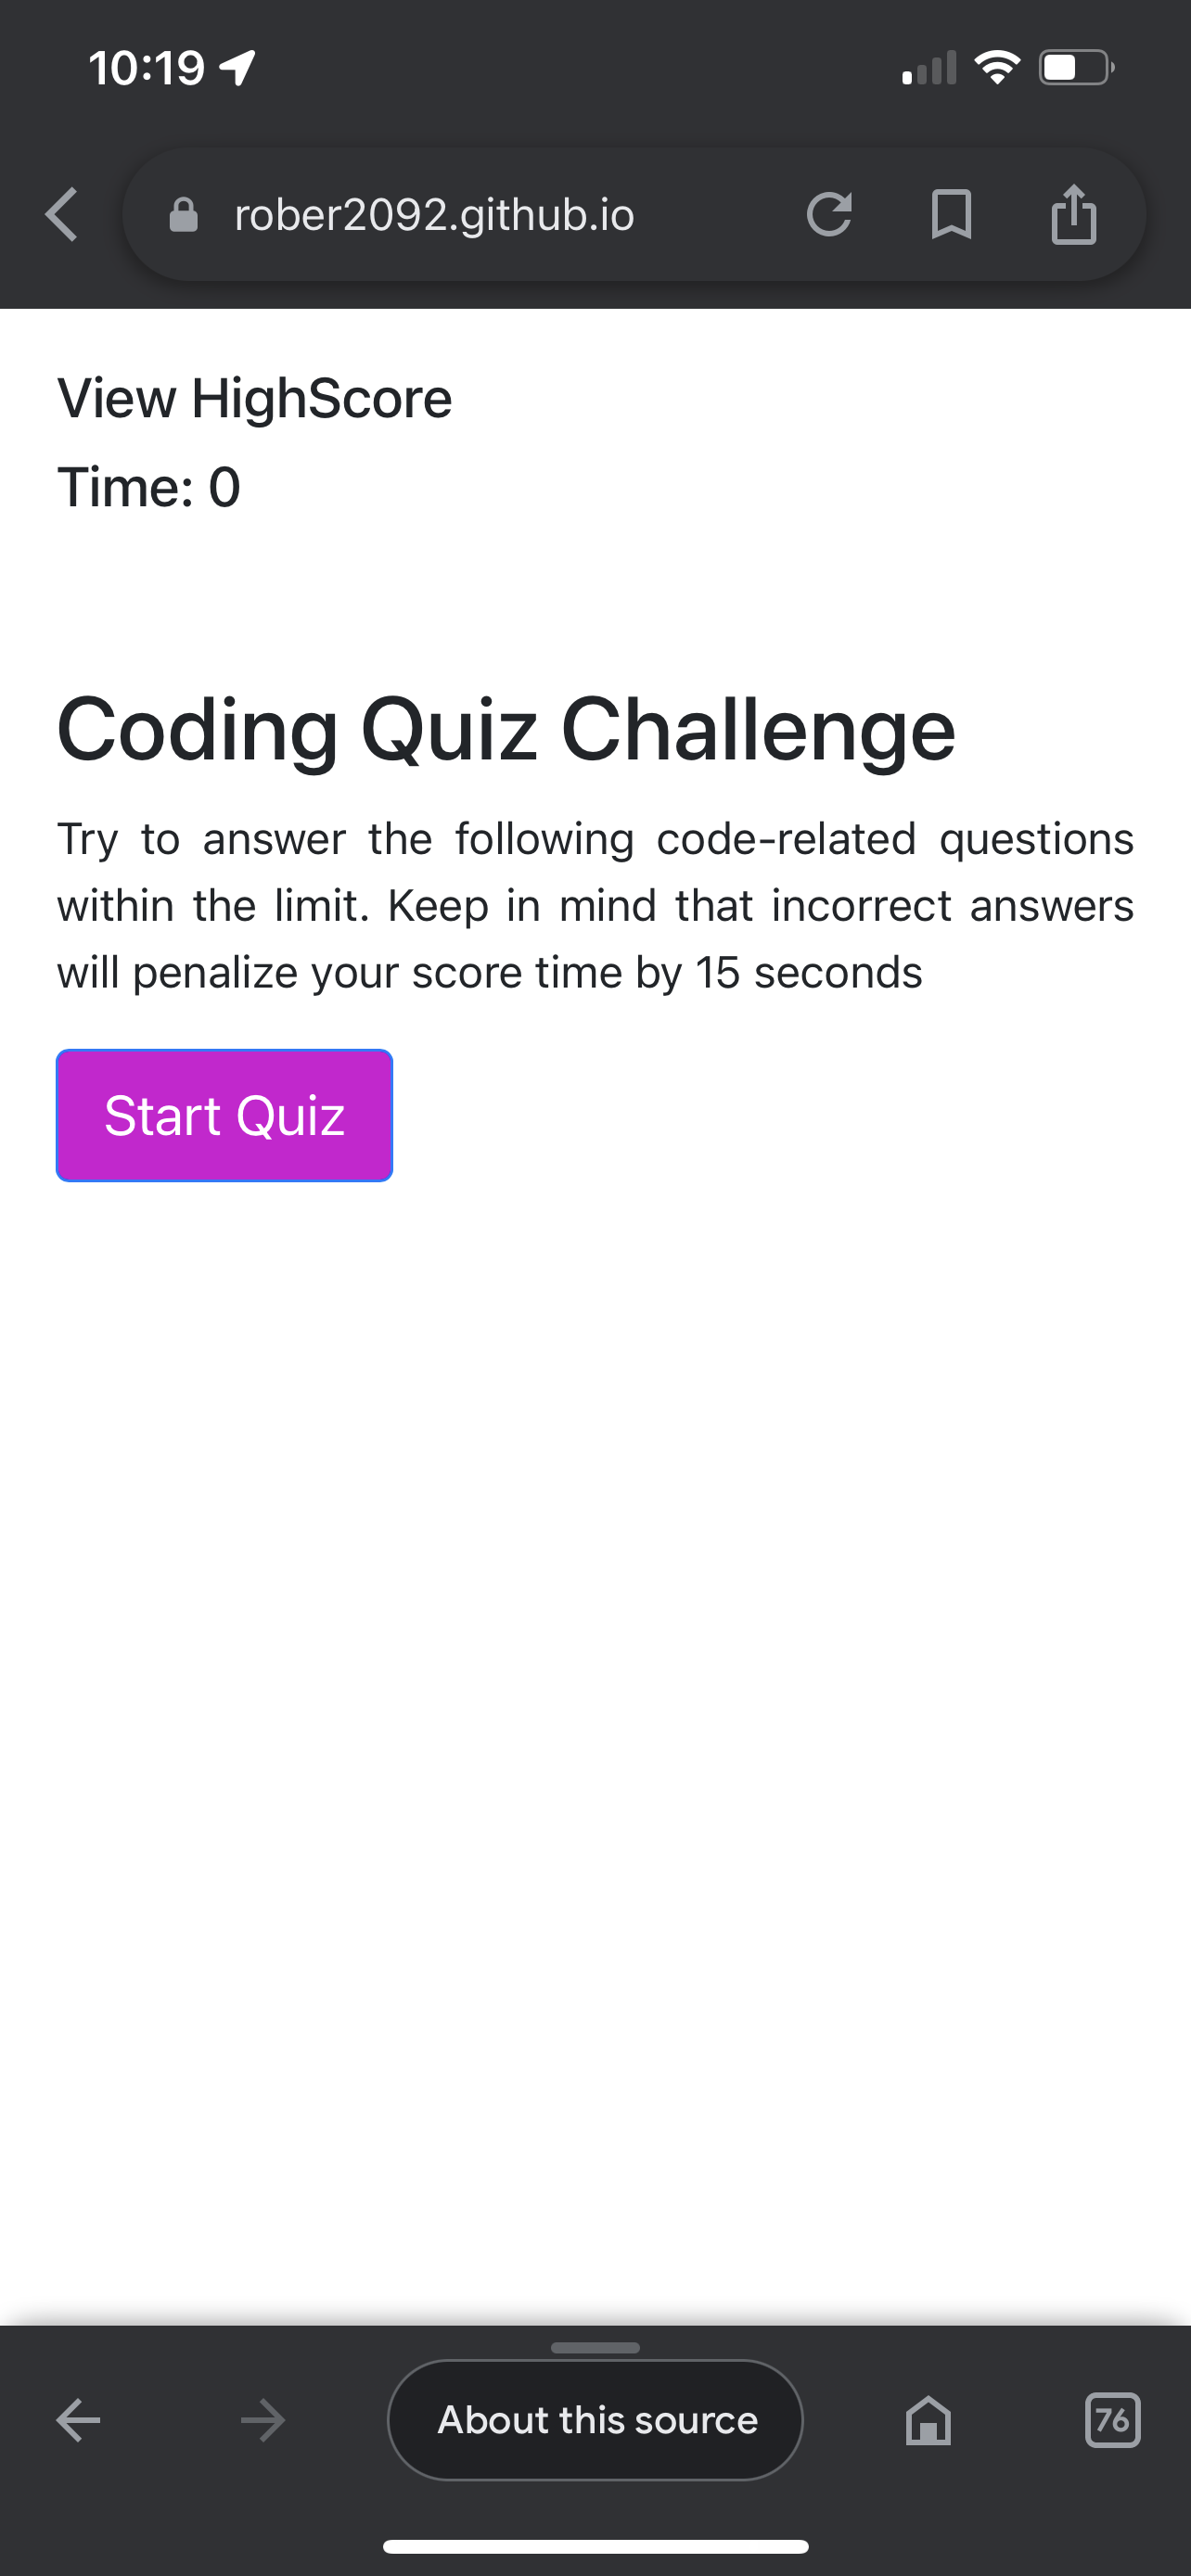 10:19
rober2092.github.io
View HighScore
Time: 0
Coding Quiz Challenge
Try to answer the following code-related questions
within the limit. Keep in mind that incorrect answers
will penalize your score time by 15 seconds
Start Quiz
About this source
76